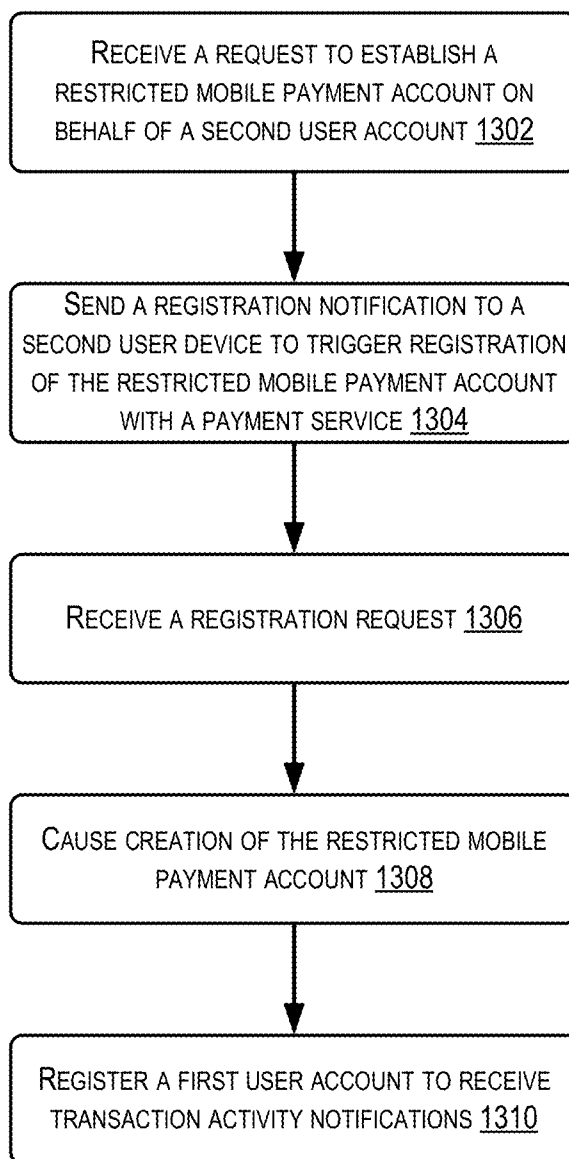 RECEIVE A REQUEST TO ESTABLISH A
RESTRICTED MOBILE PAYMENT ACCOUNT ON
BEHALF OF A SECOND USER ACCOUNT 1302
SEND A REGISTRATION NOTIFICATION TO A
SECOND USER DEVICE TO TRIGGER REGISTRATION
OF THE RESTRICTED MOBILE PAYMENT ACCOUNT
WITH A PAYMENT SERVICE 1304
RECEIVE A REGISTRATION REQUEST 1306
CAUSE CREATION OF THE RESTRICTED MOBILE
PAYMENT ACCOUNT 1308
REGISTER A FIRST USER ACCOUNT TO RECEIVE
TRANSACTION ACTIVITY NOTIFICATIONS 1310